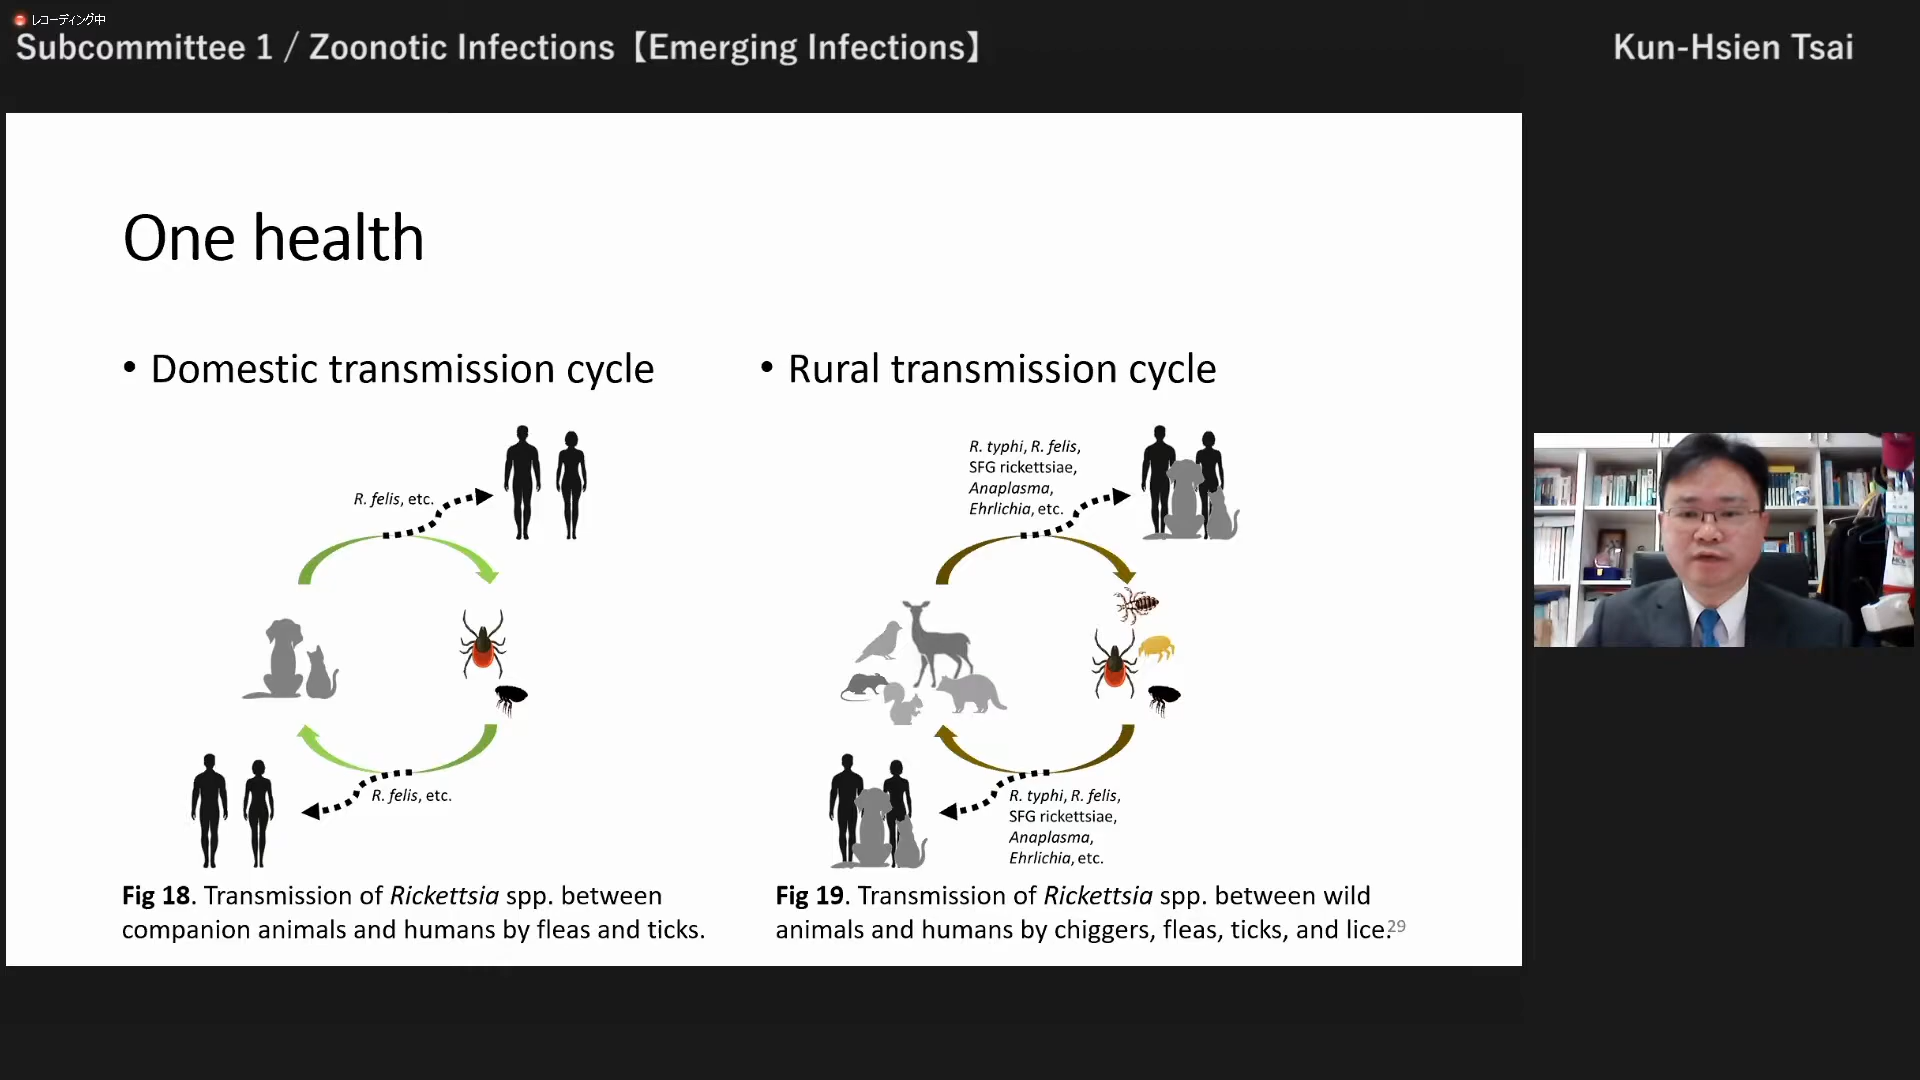 レコーディング中
Subcommittee 1 / Zoonotic Infections【Emerging Infections】
Kun-Hsien Tsai
One health
• Domestic transmission cycle
R. felis, etc.
R. felis, etc.
Fig 18. Transmission of Rickettsia spp. between
companion animals and humans by fleas and ticks.
• Rural transmission cycle
R. typhi, R. felis,
SFG rickettsiae,
Anaplasma,
Ehrlichia, etc.
R. typhi, R. felis,
SFG rickettsiae,
Anaplasma,
Ehrlichia, etc.
Fig 19. Transmission of Rickettsia spp. between wild
animals and humans by chiggers, fleas, ticks, and lice.
29